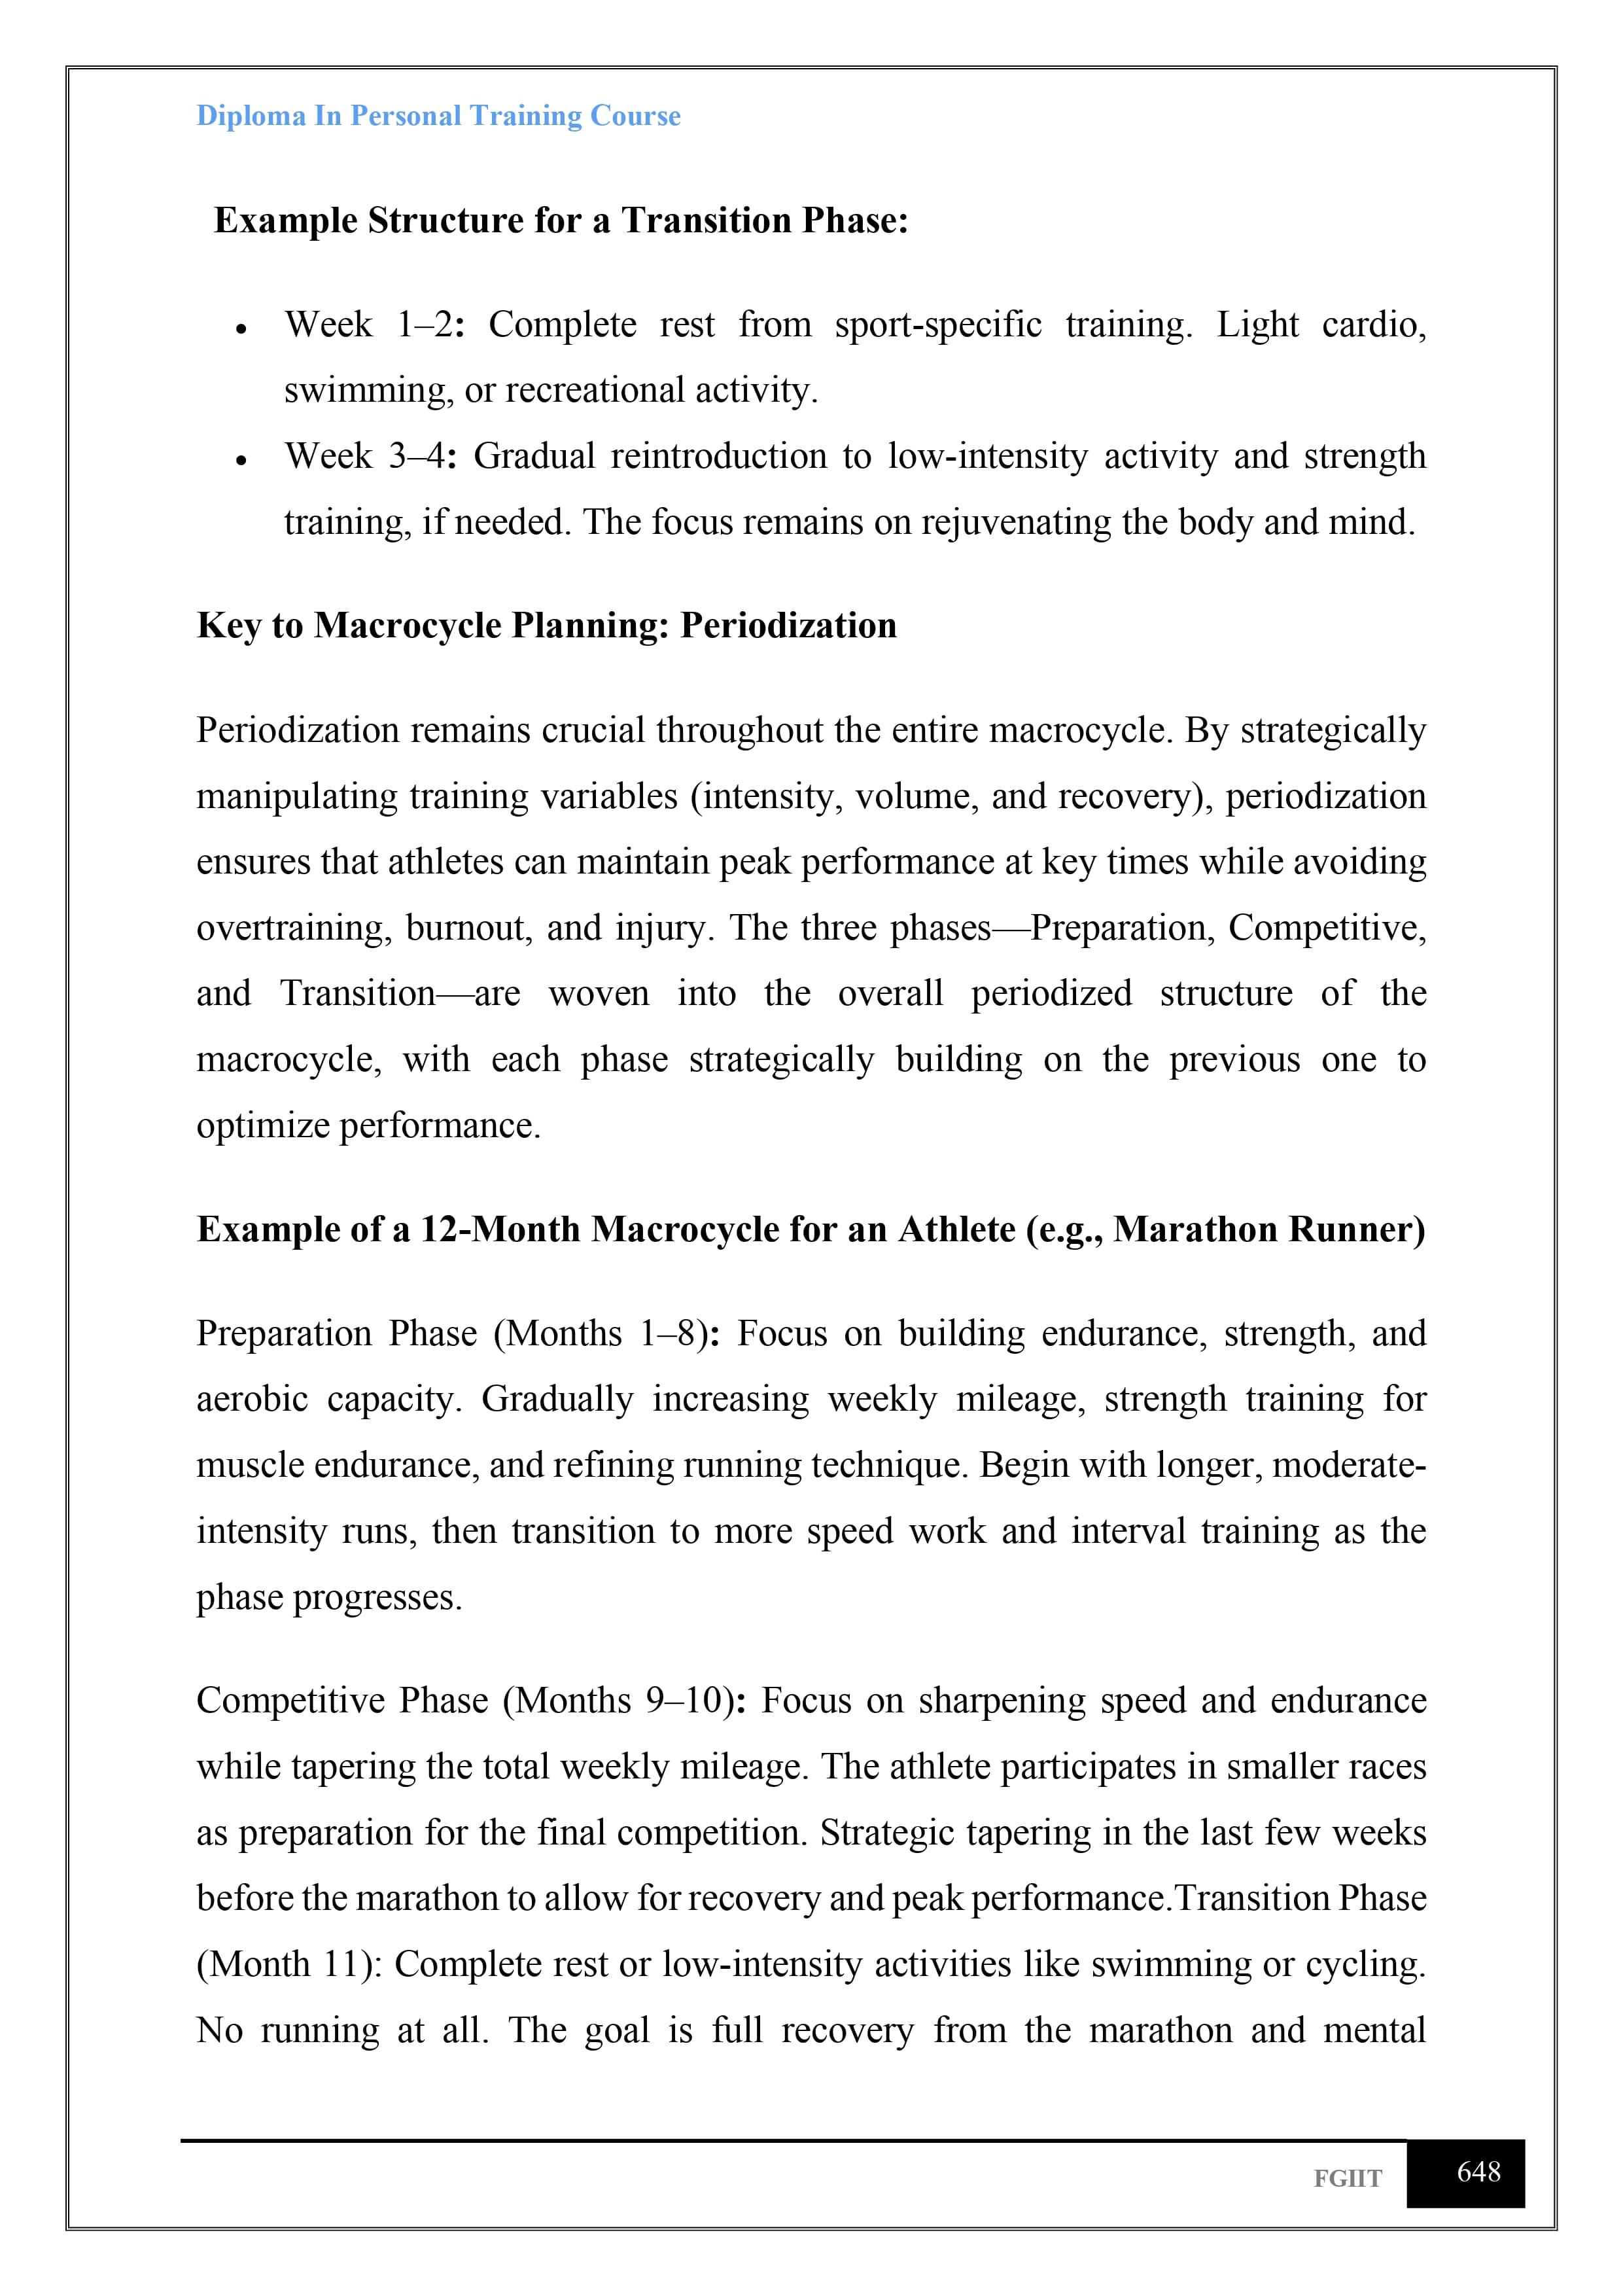 Diploma In Personal Training Course
Example Structure for a Transition Phase:
• Week 1–2: Complete rest from sport-specific training. Light cardio,
swimming, or recreational activity.
• Week 3–4: Gradual reintroduction to low-intensity activity and strength
training, if needed. The focus remains on rejuvenating the body and mind.
Key to Macrocycle Planning: Periodization
Periodization remains crucial throughout the entire macrocycle. By strategically
manipulating training variables (intensity, volume, and recovery), periodization
ensures that athletes can maintain peak performance at key times while avoiding
overtraining, burnout, and injury. The three phases—Preparation, Competitive,
and Transition—are woven into the overall periodized structure of the
macrocycle, with each phase strategically building on the previous one to
optimize performance.
Example of a 12-Month Macrocycle for an Athlete (e.g., Marathon Runner)
Preparation Phase (Months 1–8): Focus on building endurance, strength, and
aerobic capacity. Gradually increasing weekly mileage, strength training for
muscle endurance, and refining running technique. Begin with longer, moderate-
intensity runs, then transition to more speed work and interval training as the
phase progresses.
Competitive Phase (Months 9–10): Focus on sharpening speed and endurance
while tapering the total weekly mileage. The athlete participates in smaller races
as preparation for the final competition. Strategic tapering in the last few weeks
before the marathon to allow for recovery and peak performance.Transition Phase
(Month 11): Complete rest or low-intensity activities like swimming or cycling.
No running at all. The goal is full recovery from the marathon and mental
FGIIT 648